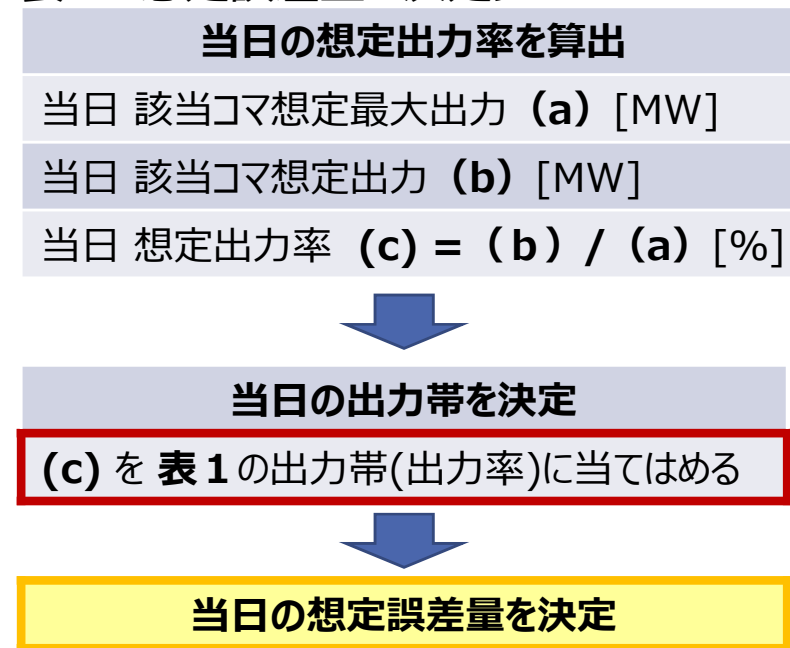 当日の想定出力率を算出
当日 該当コマ想定最大出力（a）[MW]
当日 該当コマ想定出力（b）[MW]
当日 想定出力率 (c) =（b）/（a）[%]
当日の出力帯を決定
(c) を 表１の出力帯(出力率)に当てはめる
当日の想定誤差量を決定